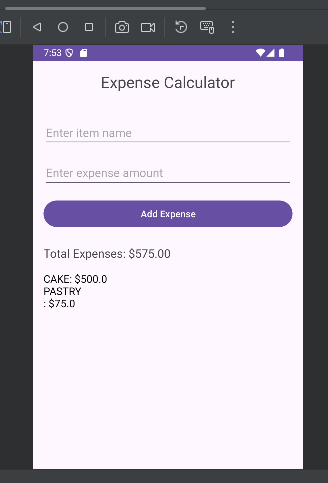 7:53
Expense Calculator
Enter item name
Enter expense amount
Add Expense
Total Expenses: $575.00
CAKE: $500.0
PASTRY
: $75.0